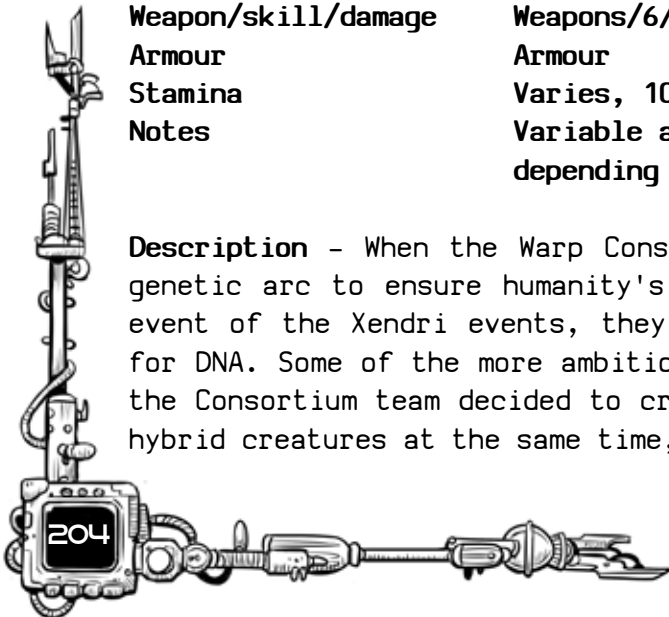 Weapon/skill/damage Weapons/6/
Armour Armour
Stamina Varies, 10
Notes Variable a
depending
Description – When the Warp Cons
genetic arc to ensure humanity's
event of the Xendri events, they
for DNA. Some of the more ambitio
the Consortium team decided to cr
hybrid creatures at the same time,
204